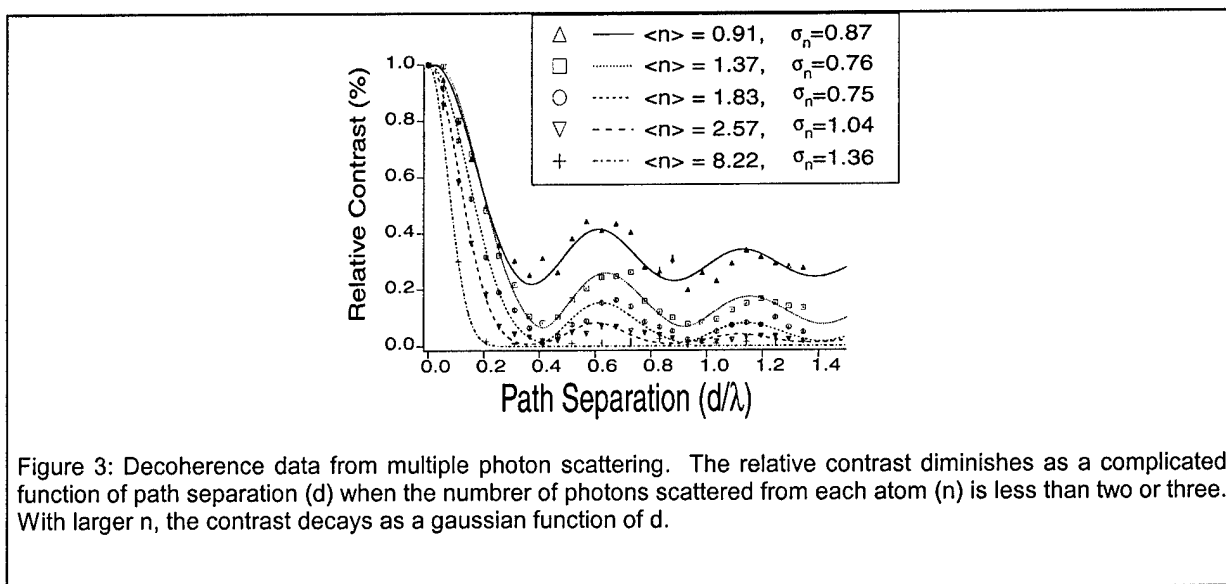 <n> = 0.91, σn=0.87
<n> = 1.37, σn=0.76
<n> = 1.83, σn=0.75
<n> = 2.57, σn=1.04
<n> = 8.22, σn=1.36
Relative Contrast (%)
1.0
0.8
0.6
0.4
0.2
0.0
0.0 0.2 0.4 0.6 0.8 1.0 1.2 1.4
Path Separation (d/λ)
Figure 3: Decoherence data from multiple photon scattering. The relative contrast diminishes as a complicated
function of path separation (d) when the numbrer of photons scattered from each atom (n) is less than two or three.
With larger n, the contrast decays as a gaussian function of d.